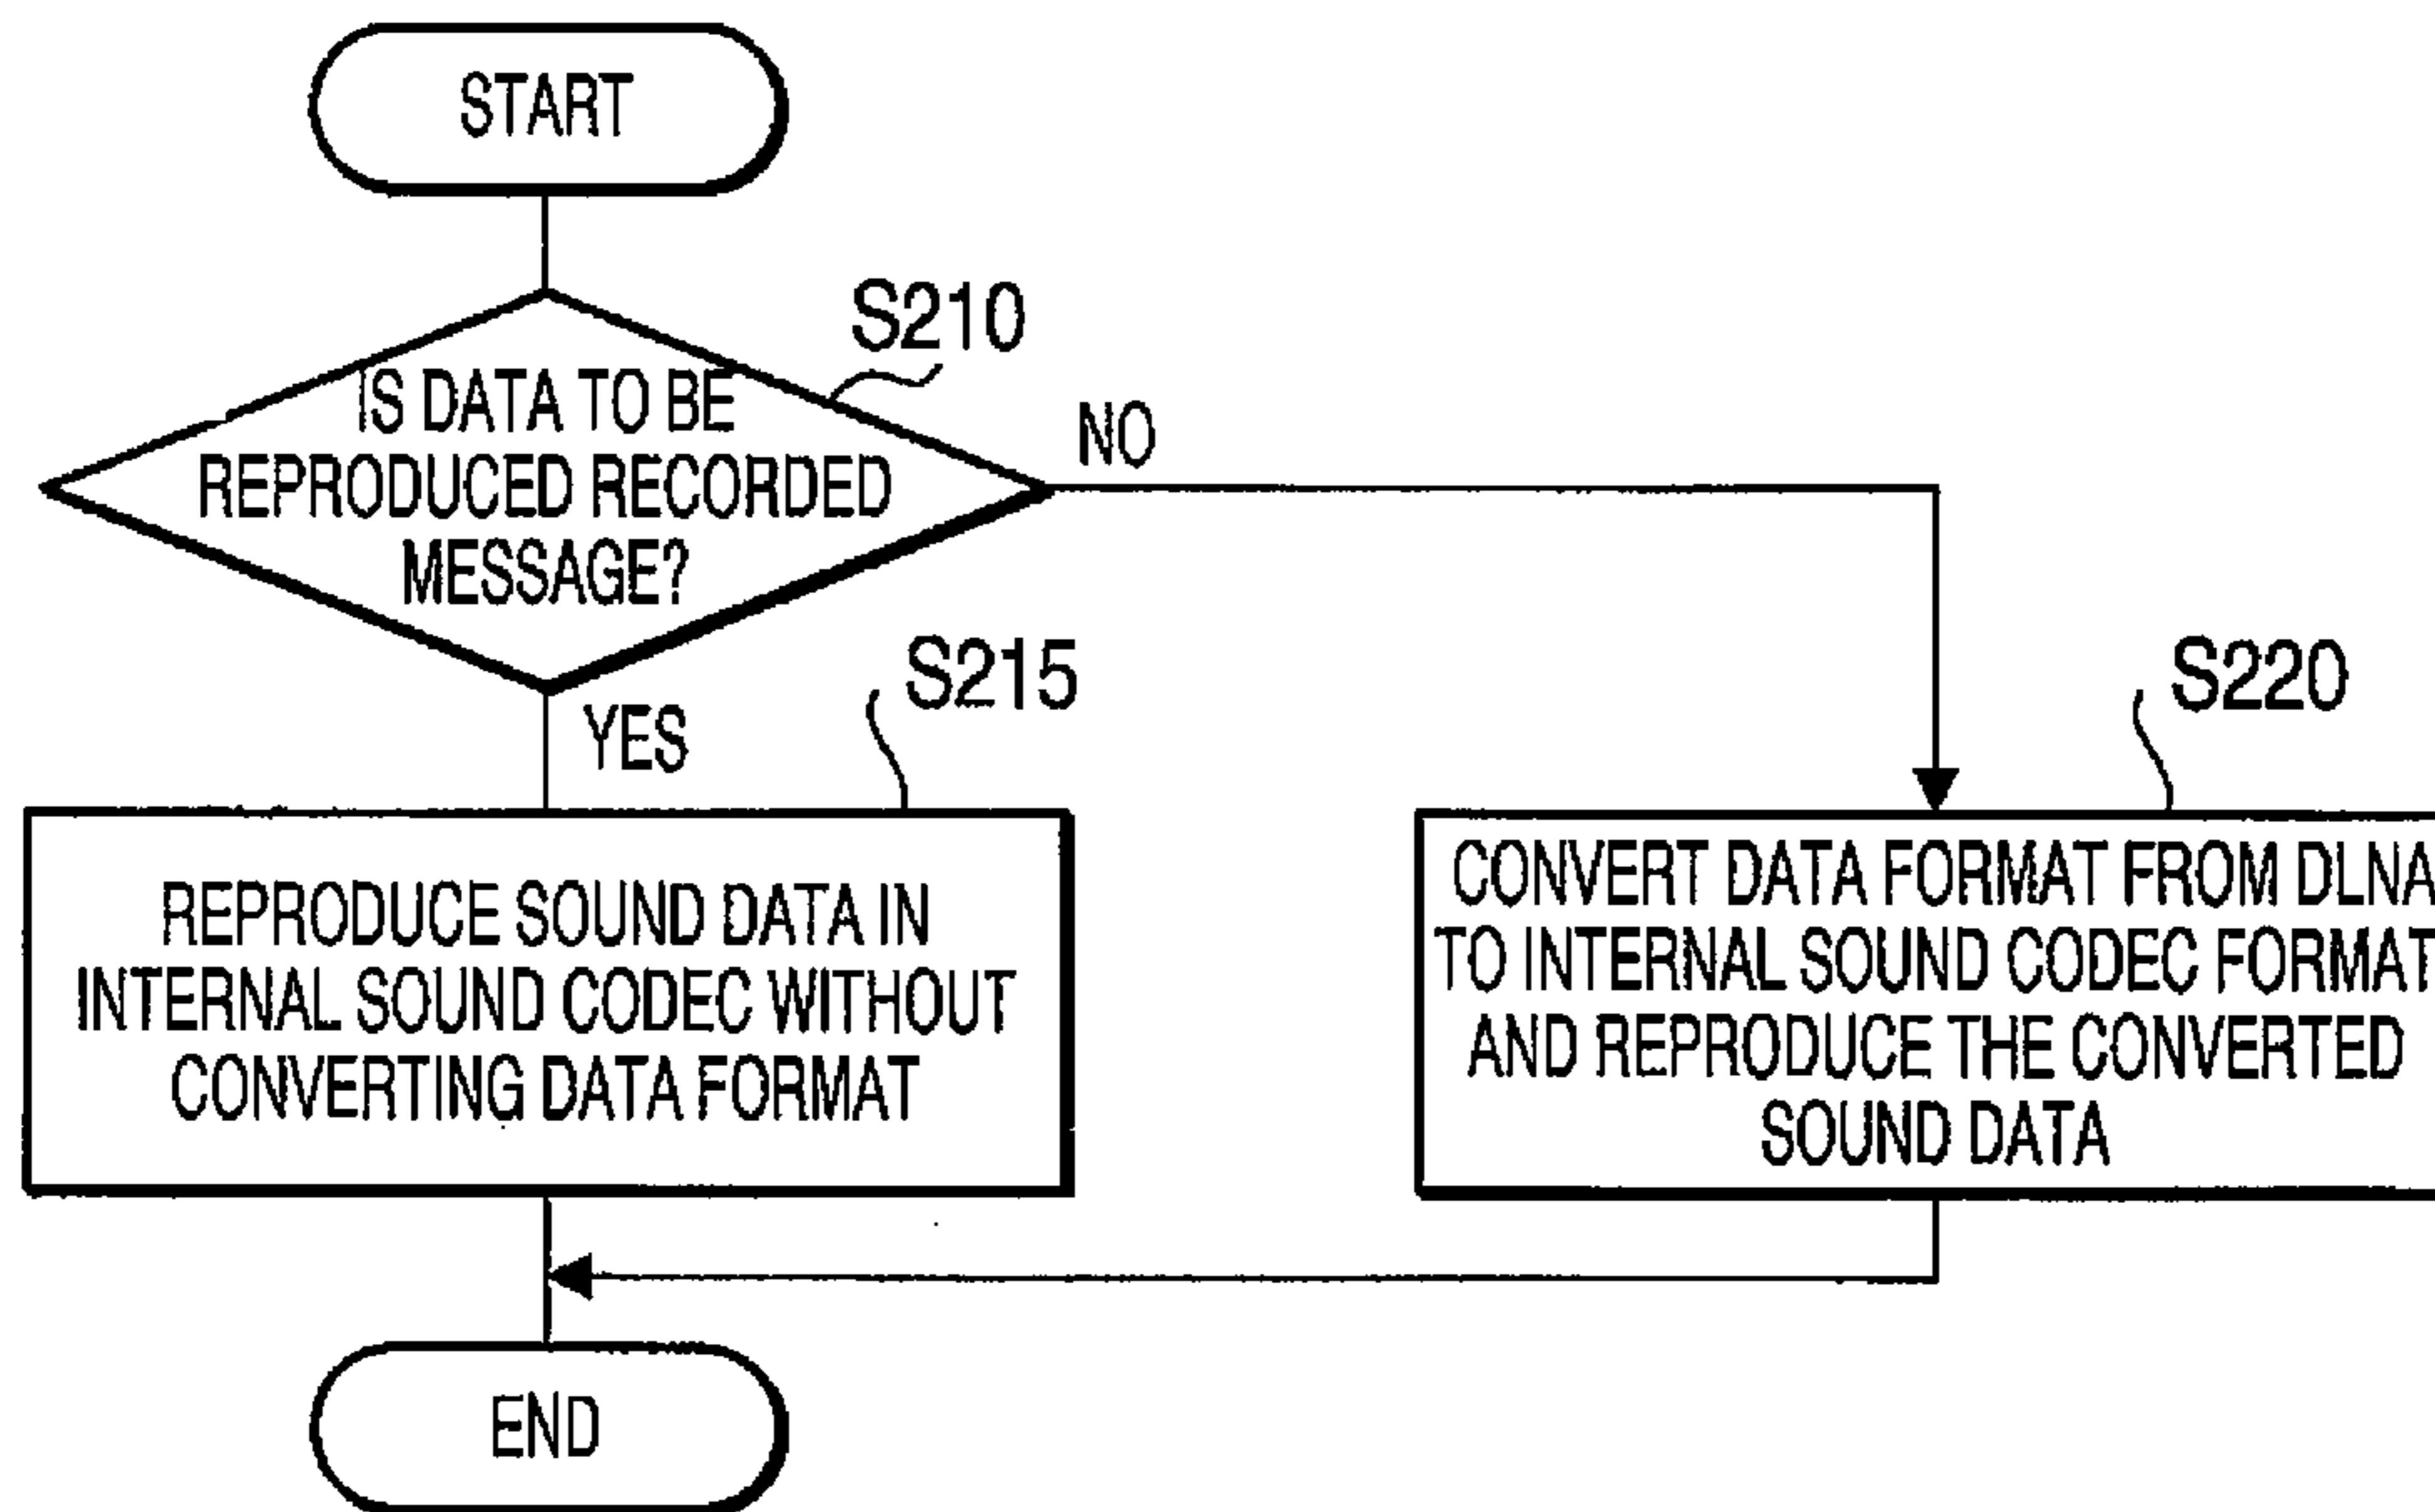 START
S210
IS DATA TO BE
REPRODUCED RECORDED
MESSAGE?
NO
YES
S215
REPRODUCE SOUND DATA IN
INTERNAL SOUND CODEC WITHOUT
CONVERTING DATA FORMAT
S220
CONVERT DATA FORMAT FROM DLNA
TO INTERNAL SOUND CODEC FORMAT
AND REPRODUCE THE CONVERTED
SOUND DATA
END